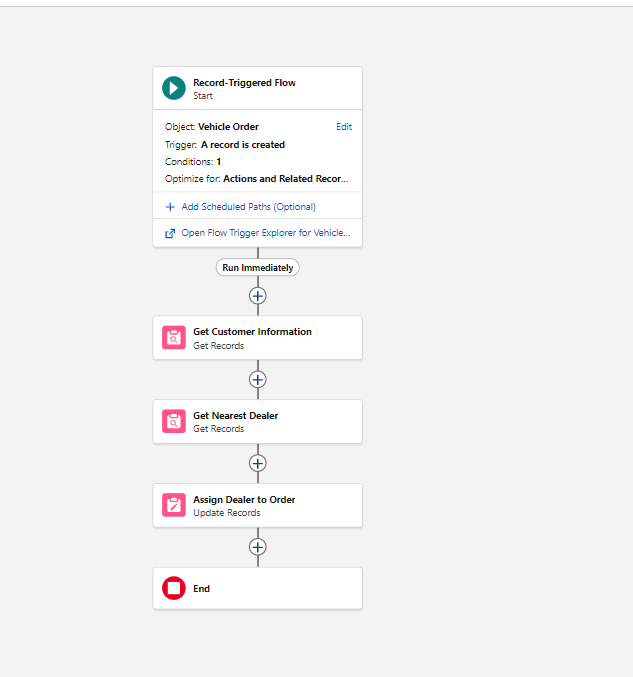 Record-Triggered Flow
Start
Object: Vehicle Order Edit
Trigger: A record is created
Conditions: 1
Optimize for: Actions and Related Recor...
Add Scheduled Paths (Optional)
Open Flow Trigger Explorer for Vehicle...
Run Immediately
Get Customer Information
Get Records
Get Nearest Dealer
Get Records
Assign Dealer to Order
Update Records
End